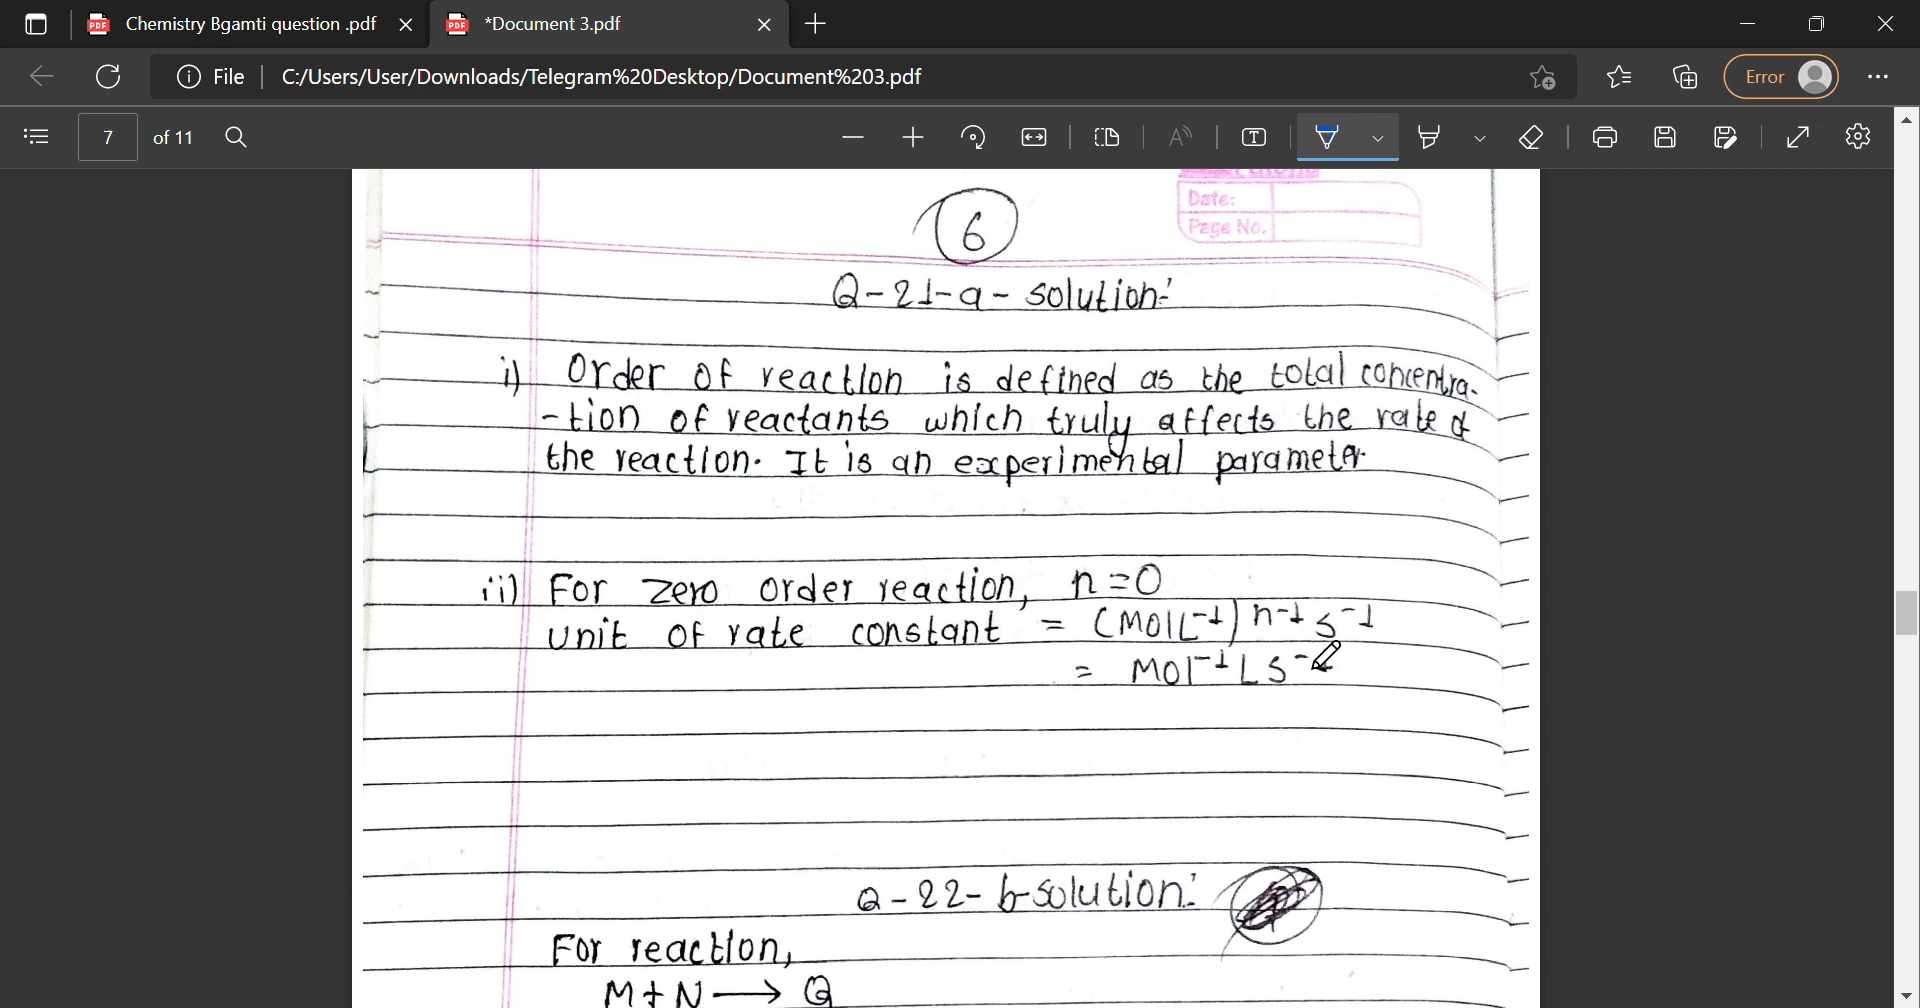 Chemistry Bgamti question .pdf
*Document 3.pdf
File
C:/Users/User/Downloads/Telegram%20Desktop/Document%203.pdf
Error
7 of 11
Date:
Page No.
6
Q-21-a- solution:
i) Order of reaction is defined as the total concentra-
-tion of reactants which truly affects the rate of
the reaction. It is an experimental parameter.
ii) For zero order reaction, n=0
unit of rate constant = (mol L⁻¹) n-1 s⁻¹
= mol⁻¹ L s⁻¹
Q-22-b-solution:
For reaction,
M+N ⟶ Q